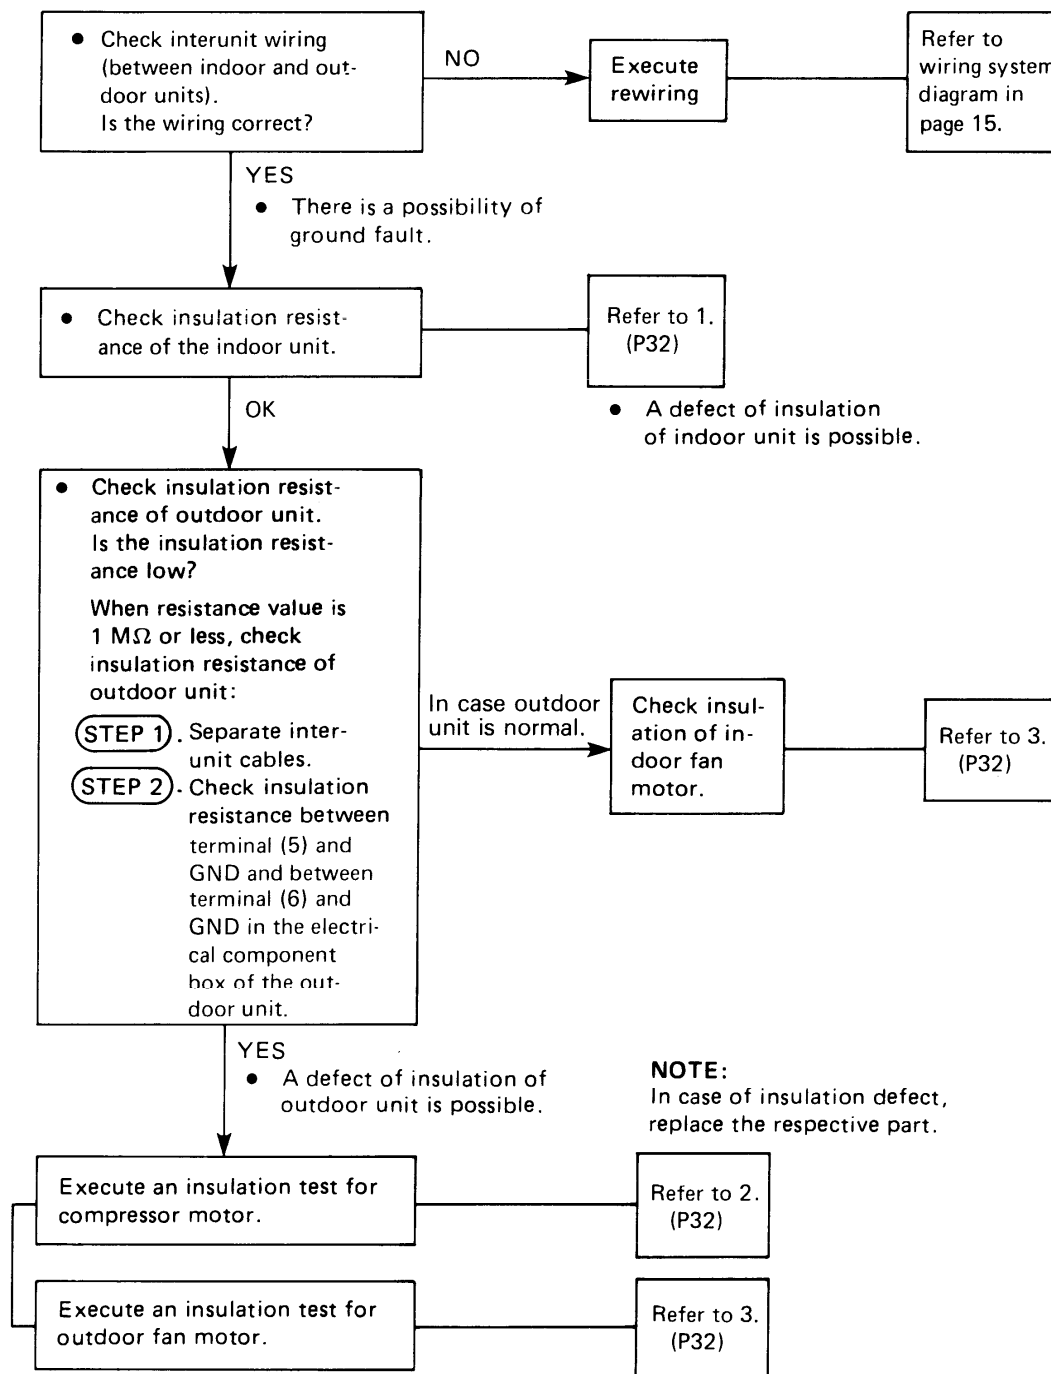 ● Check interunit wiring
(between indoor and out-
door units).
Is the wiring correct?
NO
Execute
rewiring
Refer to
wiring system
diagram in
page 15.
YES
● There is a possibility of
ground fault.
● Check insulation resist-
ance of the indoor unit.
Refer to 1.
(P32)
● A defect of insulation
of indoor unit is possible.
OK
● Check insulation resist-
ance of outdoor unit.
Is the insulation resist-
ance low?
When resistance value is
1 MΩ or less, check
insulation resistance of
outdoor unit:
STEP 1. Separate inter-
unit cables.
STEP 2. Check insulation
resistance between
terminal (5) and
GND and between
terminal (6) and
GND in the electri-
cal component
box of the out-
door unit.
In case outdoor
unit is normal.
Check insul-
ation of in-
door fan
motor.
Refer to 3.
(P32)
YES
● A defect of insulation of
outdoor unit is possible.
NOTE:
In case of insulation defect,
replace the respective part.
Execute an insulation test for
compressor motor.
Refer to 2.
(P32)
Execute an insulation test for
outdoor fan motor.
Refer to 3.
(P32)